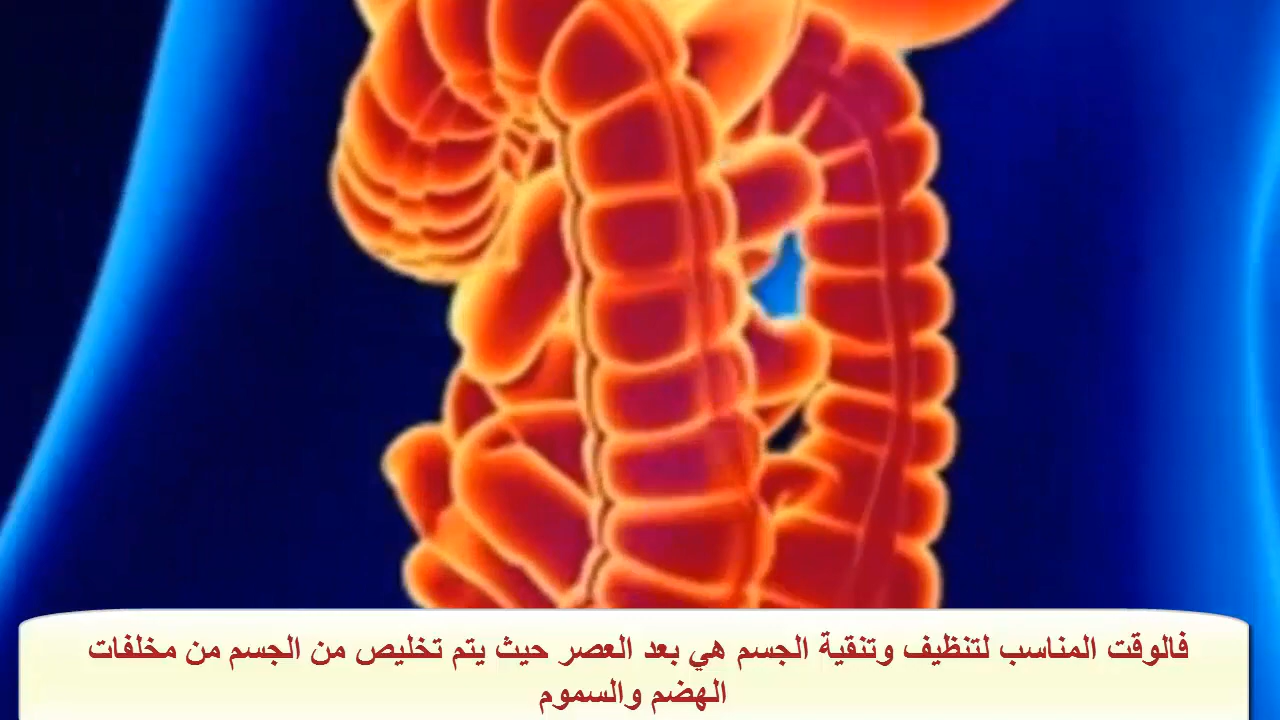 فالوقت المناسب لتنظيف وتنقية الجسم هي بعد العصر حيث يتم تخليص من الجسم من مخلفات
الهضم والسموم